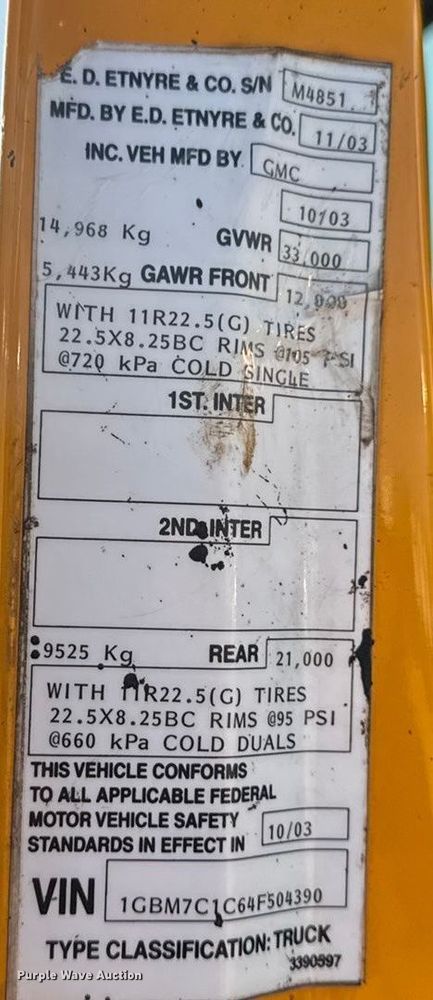 E. D. ETNYRE & CO. S/N M4851
MFD. BY E.D. ETNYRE & CO. 11/03
INC. VEH MFD BY GMC
10/03
14,968 Kg GVWR 33,000
5,443Kg GAWR FRONT 12,000
WITH 11R22.5(G) TIRES
22.5X8.25BC RIMS @105 PSI
@720 kPa COLD SINGLE
1ST. INTER
2ND. INTER
9525 Kg REAR 21,000
WITH 11R22.5(G) TIRES
22.5X8.25BC RIMS @95 PSI
@660 kPa COLD DUALS
THIS VEHICLE CONFORMS
TO ALL APPLICABLE FEDERAL
MOTOR VEHICLE SAFETY
STANDARDS IN EFFECT IN 10/03
VIN 1GBM7C1C64F504390
TYPE CLASSIFICATION: TRUCK
3390597
Purple Wave Auction